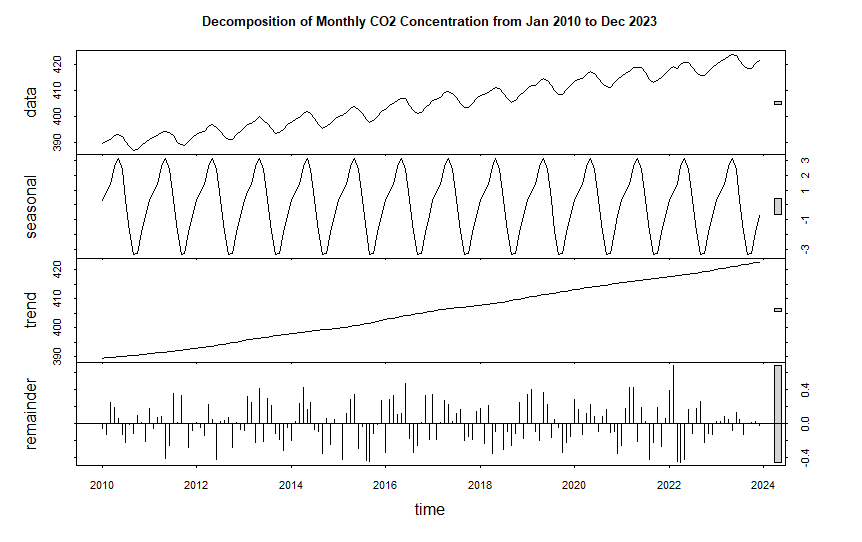 Decomposition of Monthly CO2 Concentration from Jan 2010 to Dec 2023
data
390 400 410 420
seasonal
-3 -1 1 2 3
trend
390 400 410 420
remainder
-0.4 0.0 0.4
2010 2012 2014 2016 2018 2020 2022 2024
time